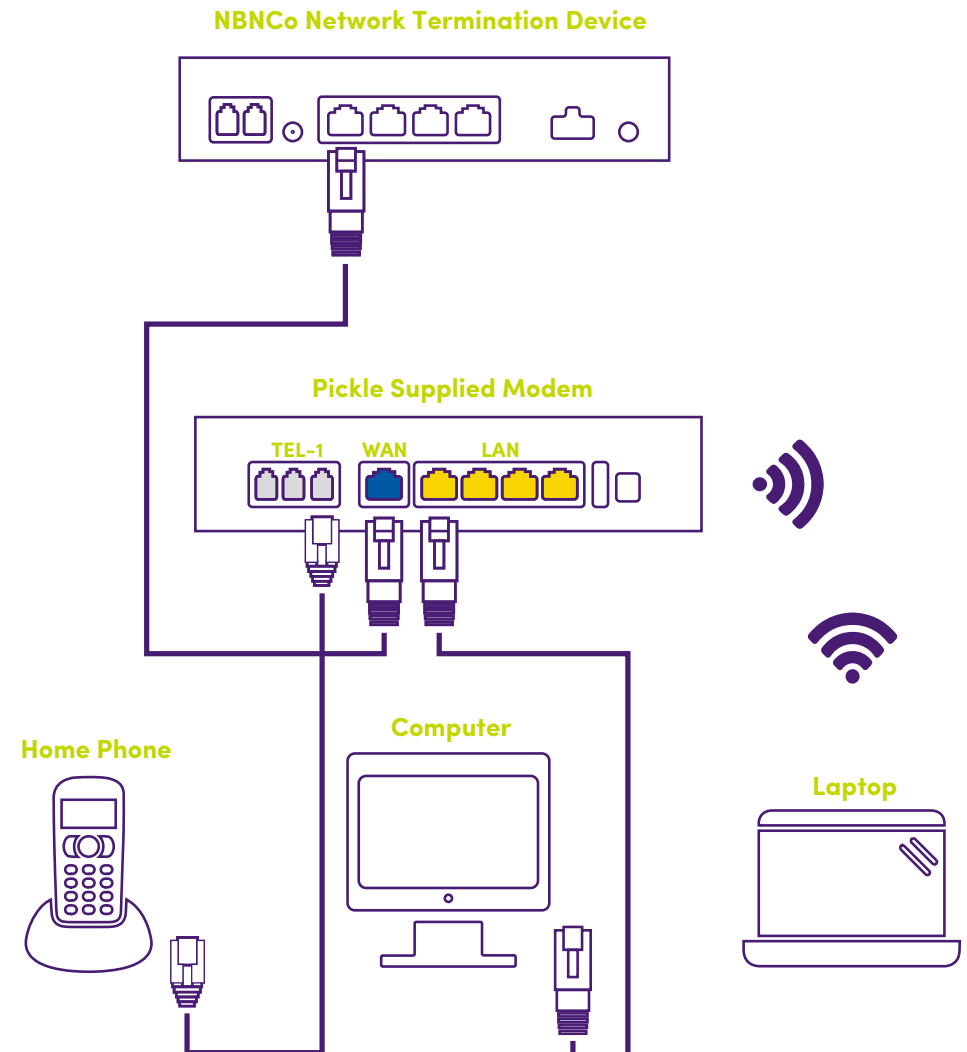 NBNCo Network Termination Device
Pickle Supplied Modem
TEL-1 WAN LAN
Computer
Home Phone
Laptop